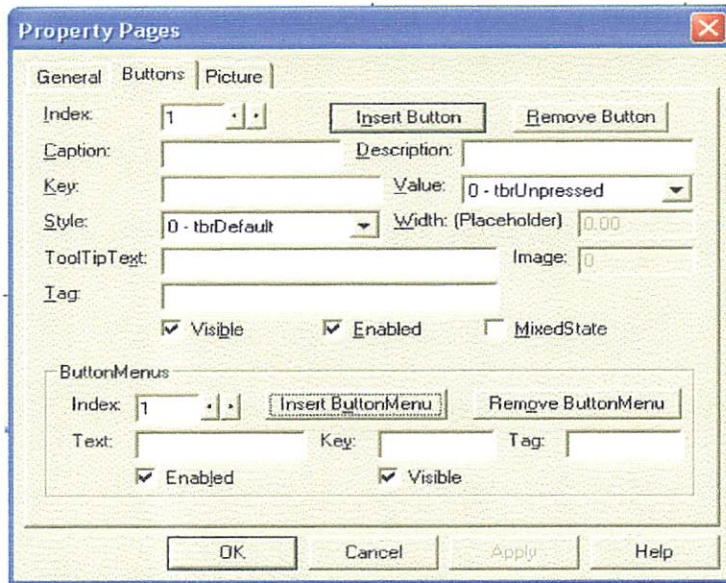 Property Pages
General Buttons Picture
Index: 1 Insert Button Remove Button
Caption: Description:
Key: Value: 0 - tbrUnpressed
Style: 0 - tbrDefault Width: (Placeholder) 0.00
ToolTipText: Image: 0
Tag:
Visible Enabled MixedState
ButtonMenus
Index: 1 Insert ButtonMenu Remove ButtonMenu
Text: Key: Tag:
Enabled Visible
OK Cancel Apply Help